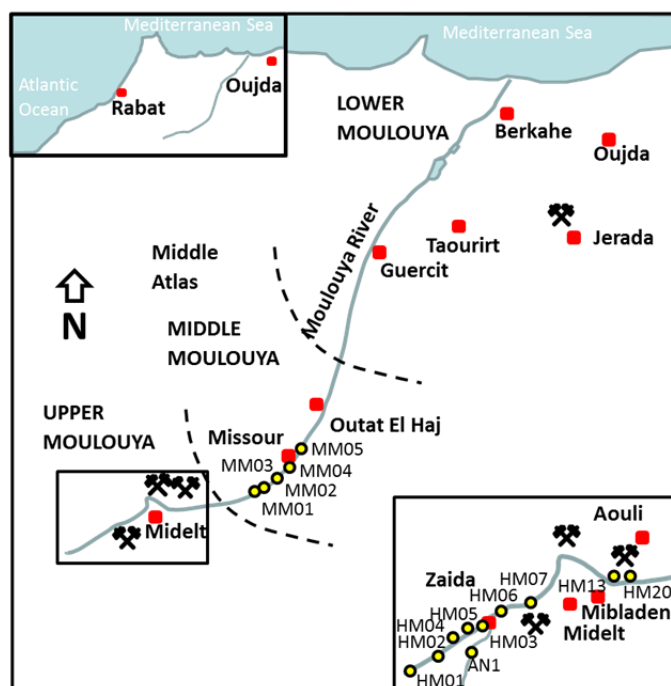 Mediterranean Sea
Mediterranean Sea
Atlantic
Ocean
Rabat
Oujda
LOWER
MOULOUYA
Berkahe
Oujda
Moulouya River
Taourirt
Jerada
Guercit
Middle
Atlas
N
MIDDLE
MOULOUYA
UPPER
MOULOUYA
Outat El Haj
Missour
MM05
MM03
MM04
MM02
MM01
Midelt
Aouli
Zaida
HM07
HM13
HM20
HM06
HM05
HM04
HM03
HM02
HM01
AN1
Mibladen
Midelt